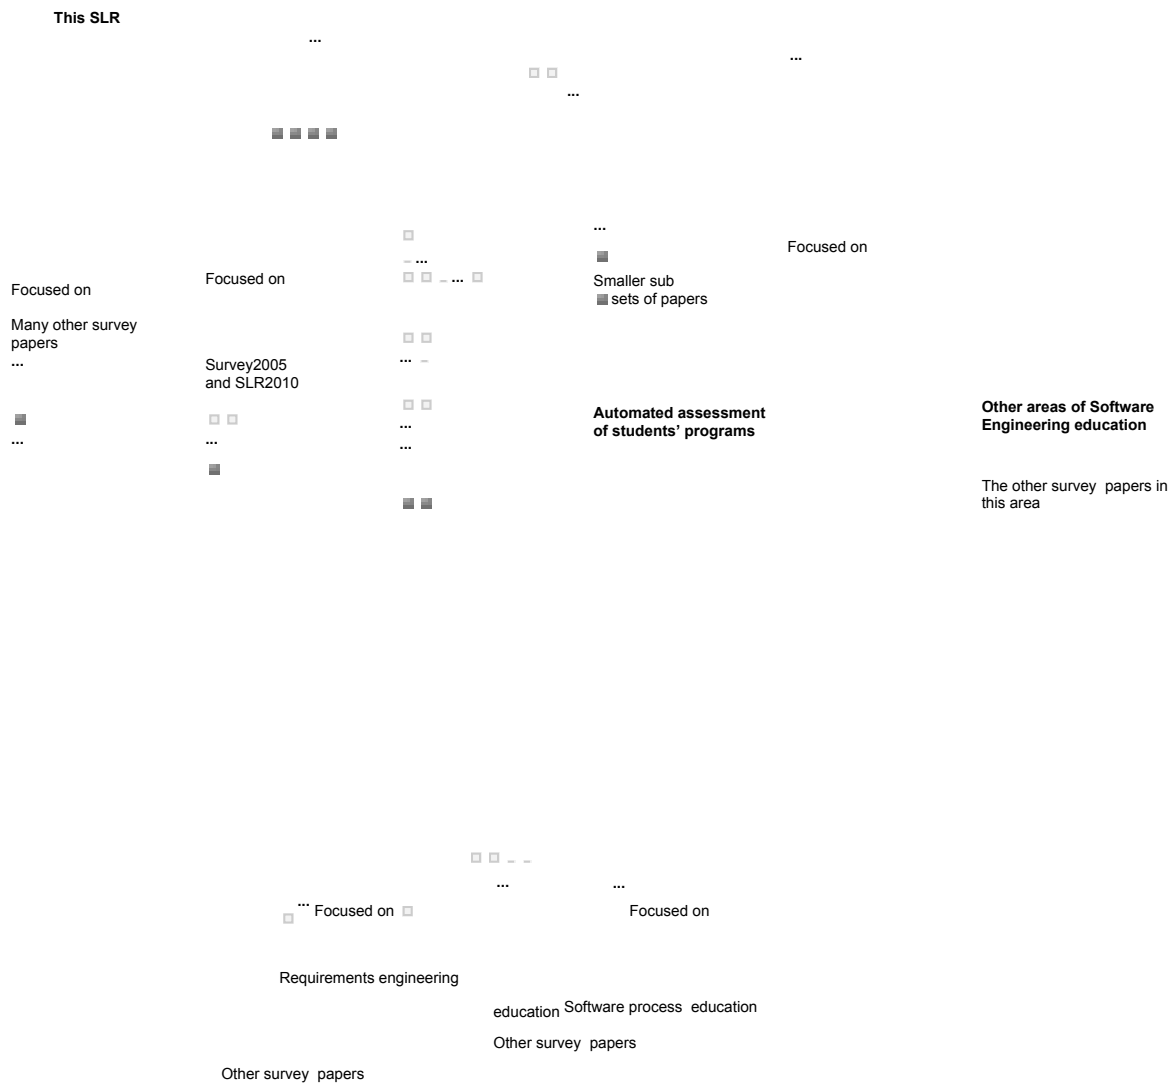 This SLR
...
...
...
...
Focused on
...
Focused on
...
Smaller sub
sets of papers
Focused on
Many other survey
papers
...
Survey2005
and SLR2010
...
Automated assessment
of students’ programs
Other areas of Software
Engineering education
...
...
...
...
The other survey papers in
this area
...
...
...
Focused on
Focused on
Requirements engineering
education
Software process education
Other survey papers
Other survey papers